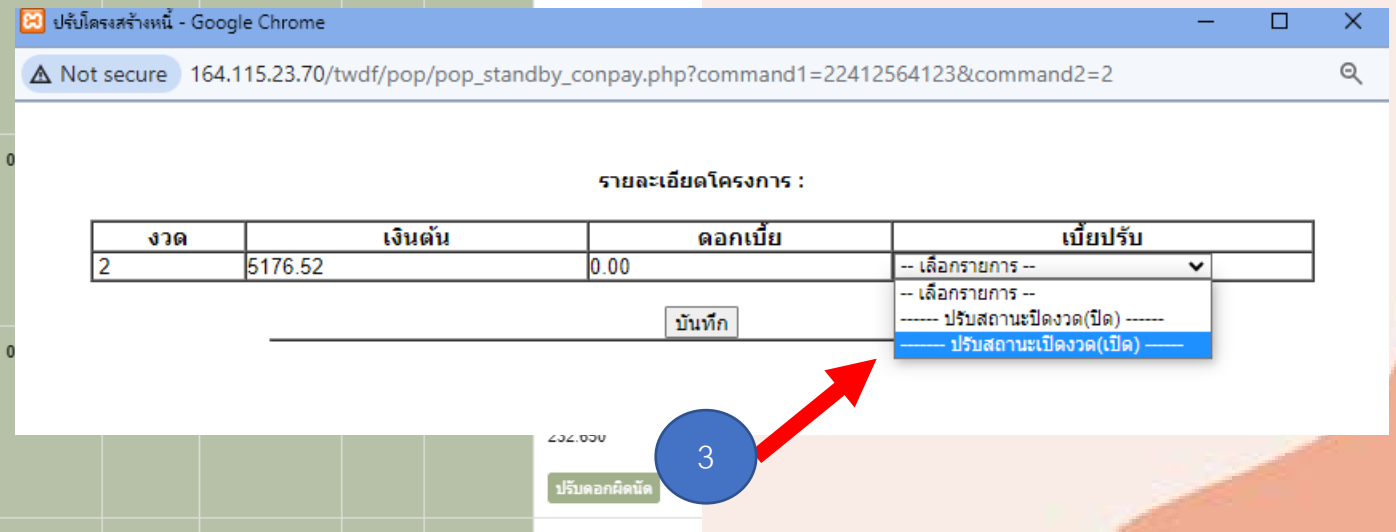 ปรับโครงสร้างหนี้ - Google Chrome
Not secure 164.115.23.70/twdf/pop/pop_standby_conpay.php?command1=22412564123&command2=2
0
รายละเอียดโครงการ :
งวด เงินต้น ดอกเบี้ย เบี้ยปรับ
2 5176.52 0.00 -- เลือกรายการ --
-- เลือกรายการ --
------ ปรับสถานะปิดงวด(ปิด) ------
บันทึก
------- ปรับสถานะเปิดงวด(เปิด) ------
0
232.650
3
ปรับดอกผิดนัด